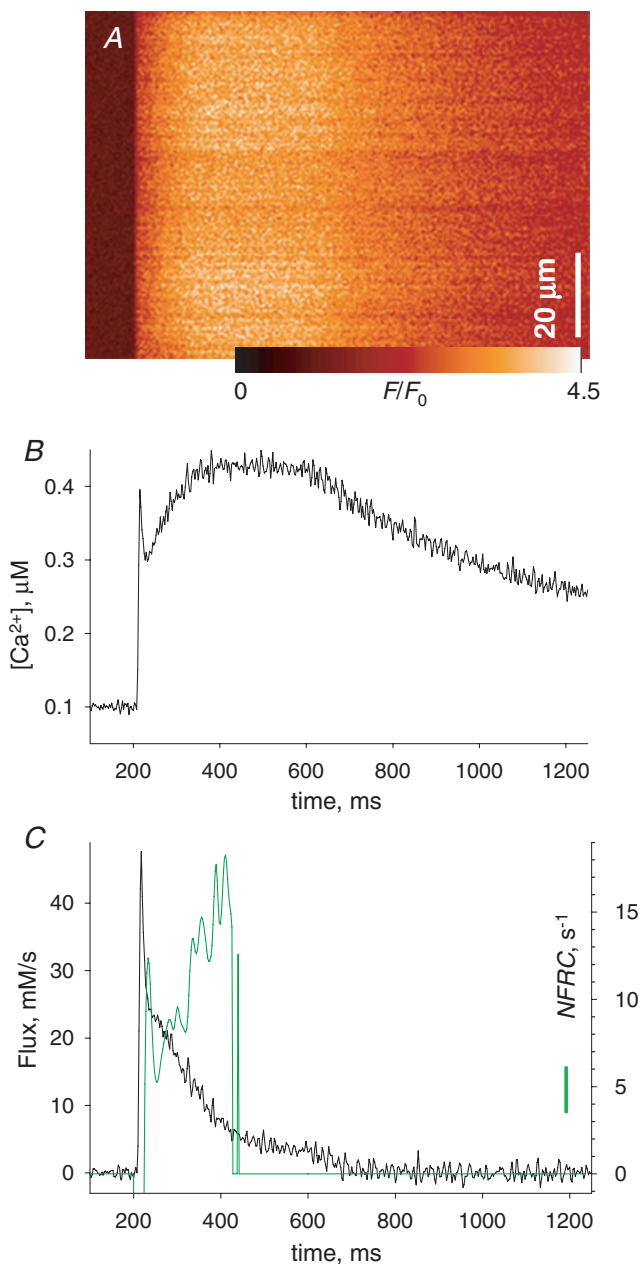 A
20 μm
0 F/F₀ 4.5
B
[Ca²⁺], μM
0.4
0.3
0.2
0.1
200 400 600 800 1000 1200
time, ms
C
Flux, mM/s
40
30
20
10
0
NFRC, s⁻¹
15
10
5
0
200 400 600 800 1000 1200
time, ms